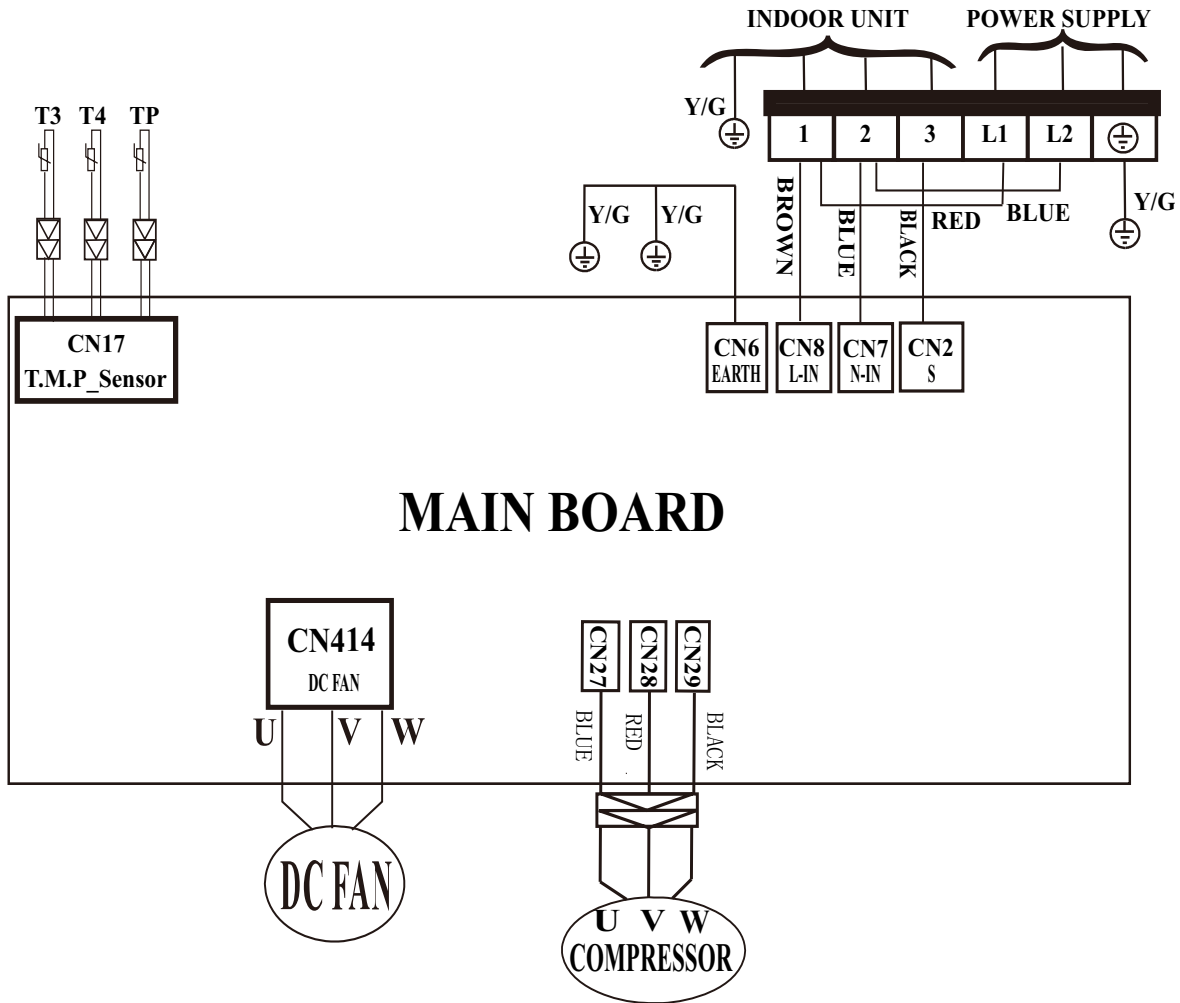 INDOOR UNIT
POWER SUPPLY
T3
T4
TP
Y/G
1
2
3
L1
L2
BROWN
BLUE
BLACK
RED
BLUE
Y/G
Y/G
Y/G
CN17
T.M.P_Sensor
CN6
EARTH
CN8
L-IN
CN7
N-IN
CN2
S
MAIN BOARD
CN414
DC FAN
U
V
W
CN27
CN28
CN29
BLUE
RED
BLACK
DC FAN
U V W
COMPRESSOR